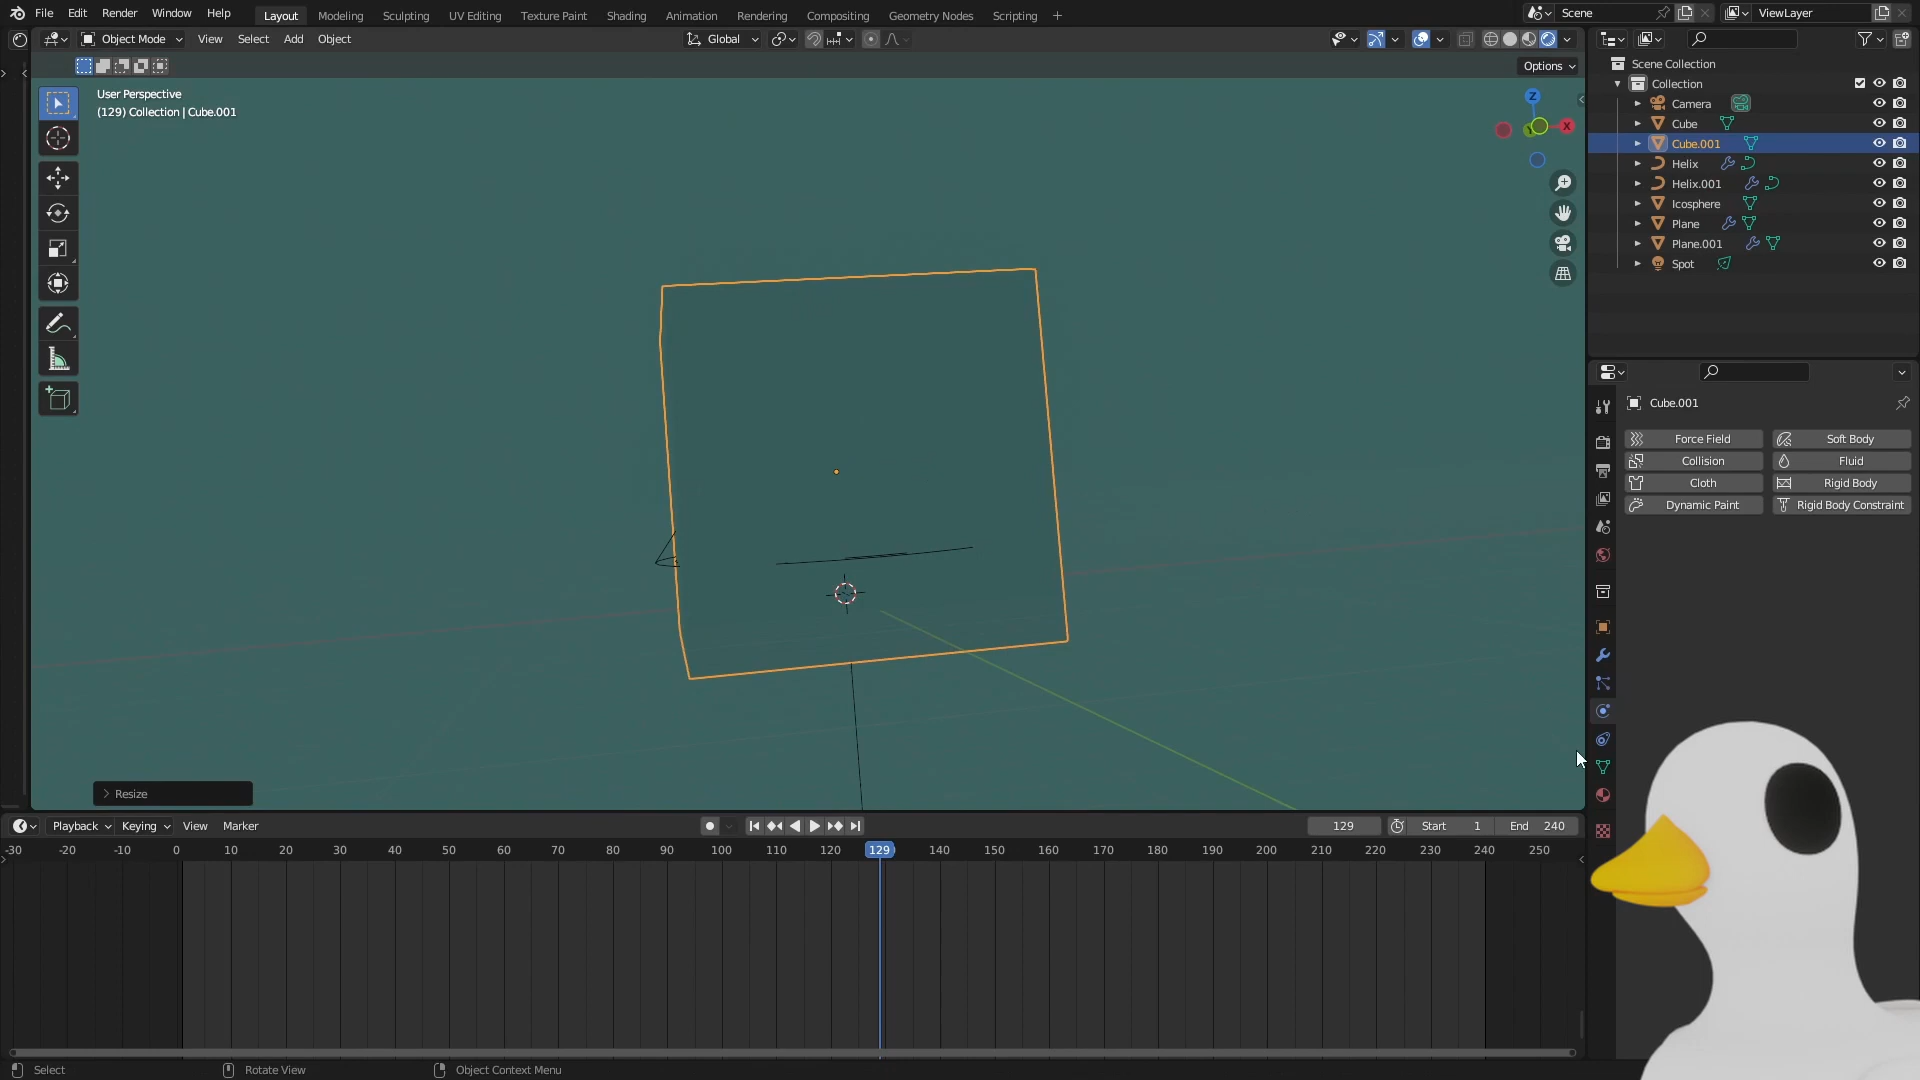 File Edit Render Window Help Layout Modeling Sculpting UV Editing Texture Paint Shading Animation Rendering Compositing Geometry Nodes Scripting + Scene ViewLayer
Object Mode View Select Add Object Global
Options
User Perspective
(129) Collection | Cube.001
Z
X
Y
Resize
Scene Collection
Collection
Camera
Cube
Cube.001
Helix
Helix.001
Icosphere
Plane
Plane.001
Spot
Cube.001
Force Field Soft Body
Collision Fluid
Cloth Rigid Body
Dynamic Paint Rigid Body Constraint
Playback Keying View Marker 129 Start 1 End 240
-30 -20 -10 0 10 20 30 40 50 60 70 80 90 100 110 120 129 140 150 160 170 180 190 200 210 220 230 240 250
Select Rotate View Object Context Menu